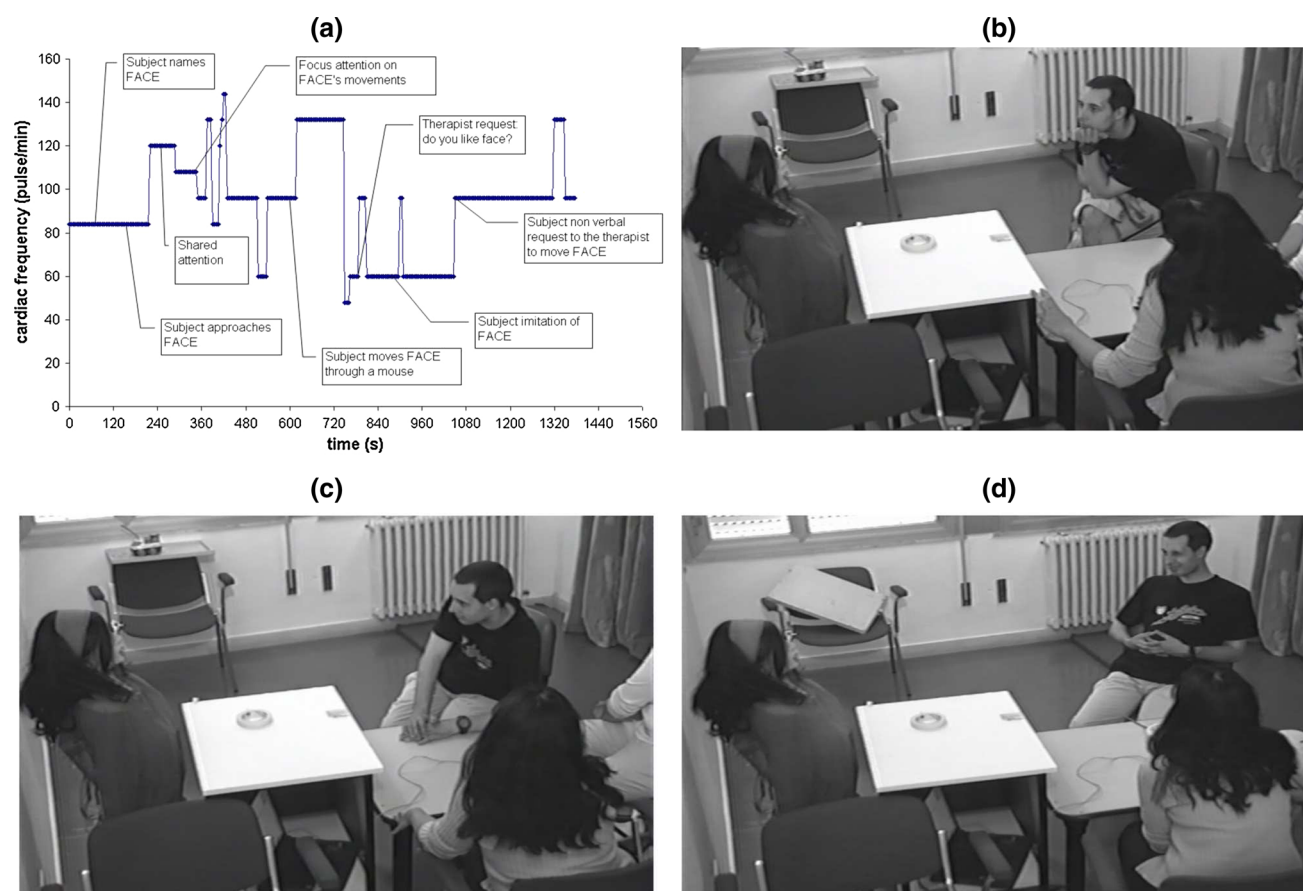 (a)
160
140
120
100
80
60
40
20
0
cardiac frequency (pulse/min)
0 120 240 360 480 600 720 840 960 1080 1200 1320 1440 1560
time (s)
Subject names
FACE
Focus attention on
FACE's movements
Therapist request:
do you like face?
Shared
attention
Subject non verbal
request to the therapist
to move FACE
Subject approaches
FACE
Subject imitation of
FACE
Subject moves FACE
through a mouse
(b)
(c)
(d)